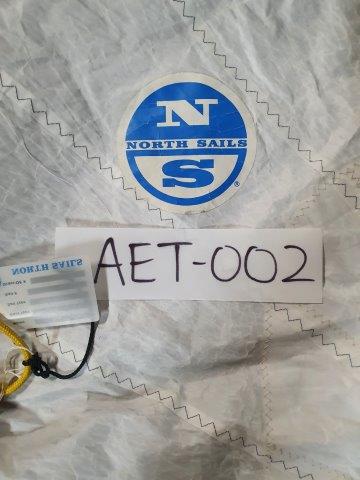 N
NORTH SAILS
S
®
AET-002
NORTH SAILS